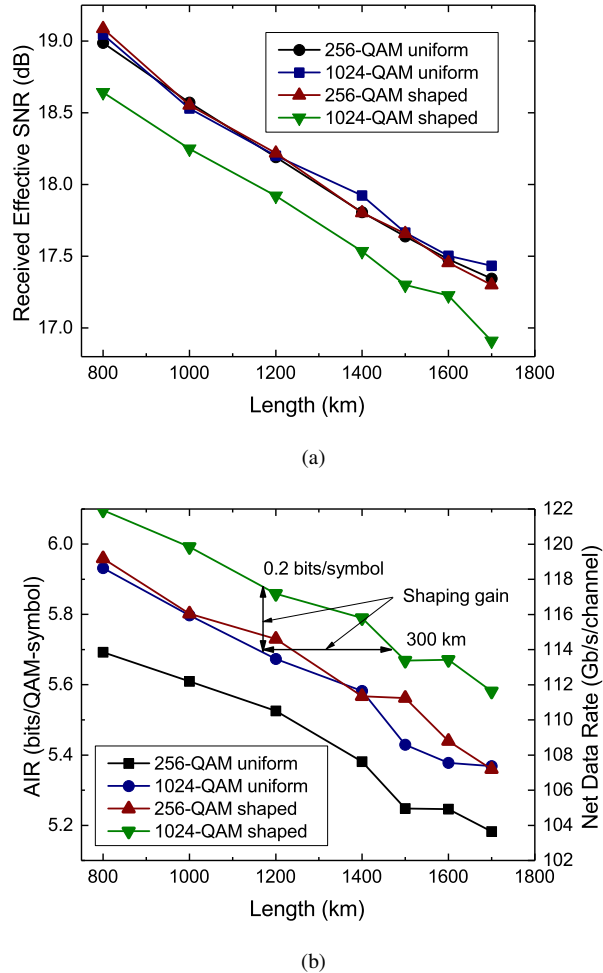 19.0
18.5
18.0
17.5
17.0
Received Effective SNR (dB)
256-QAM uniform
1024-QAM uniform
256-QAM shaped
1024-QAM shaped
800 1000 1200 1400 1600 1800
Length (km)
(a)
6.0
5.8
5.6
5.4
5.2
AIR (bits/QAM-symbol)
0.2 bits/symbol
Shaping gain
300 km
256-QAM uniform
1024-QAM uniform
256-QAM shaped
1024-QAM shaped
122
120
118
116
114
112
110
108
106
104
102
Net Data Rate (Gb/s/channel)
800 1000 1200 1400 1600 1800
Length (km)
(b)